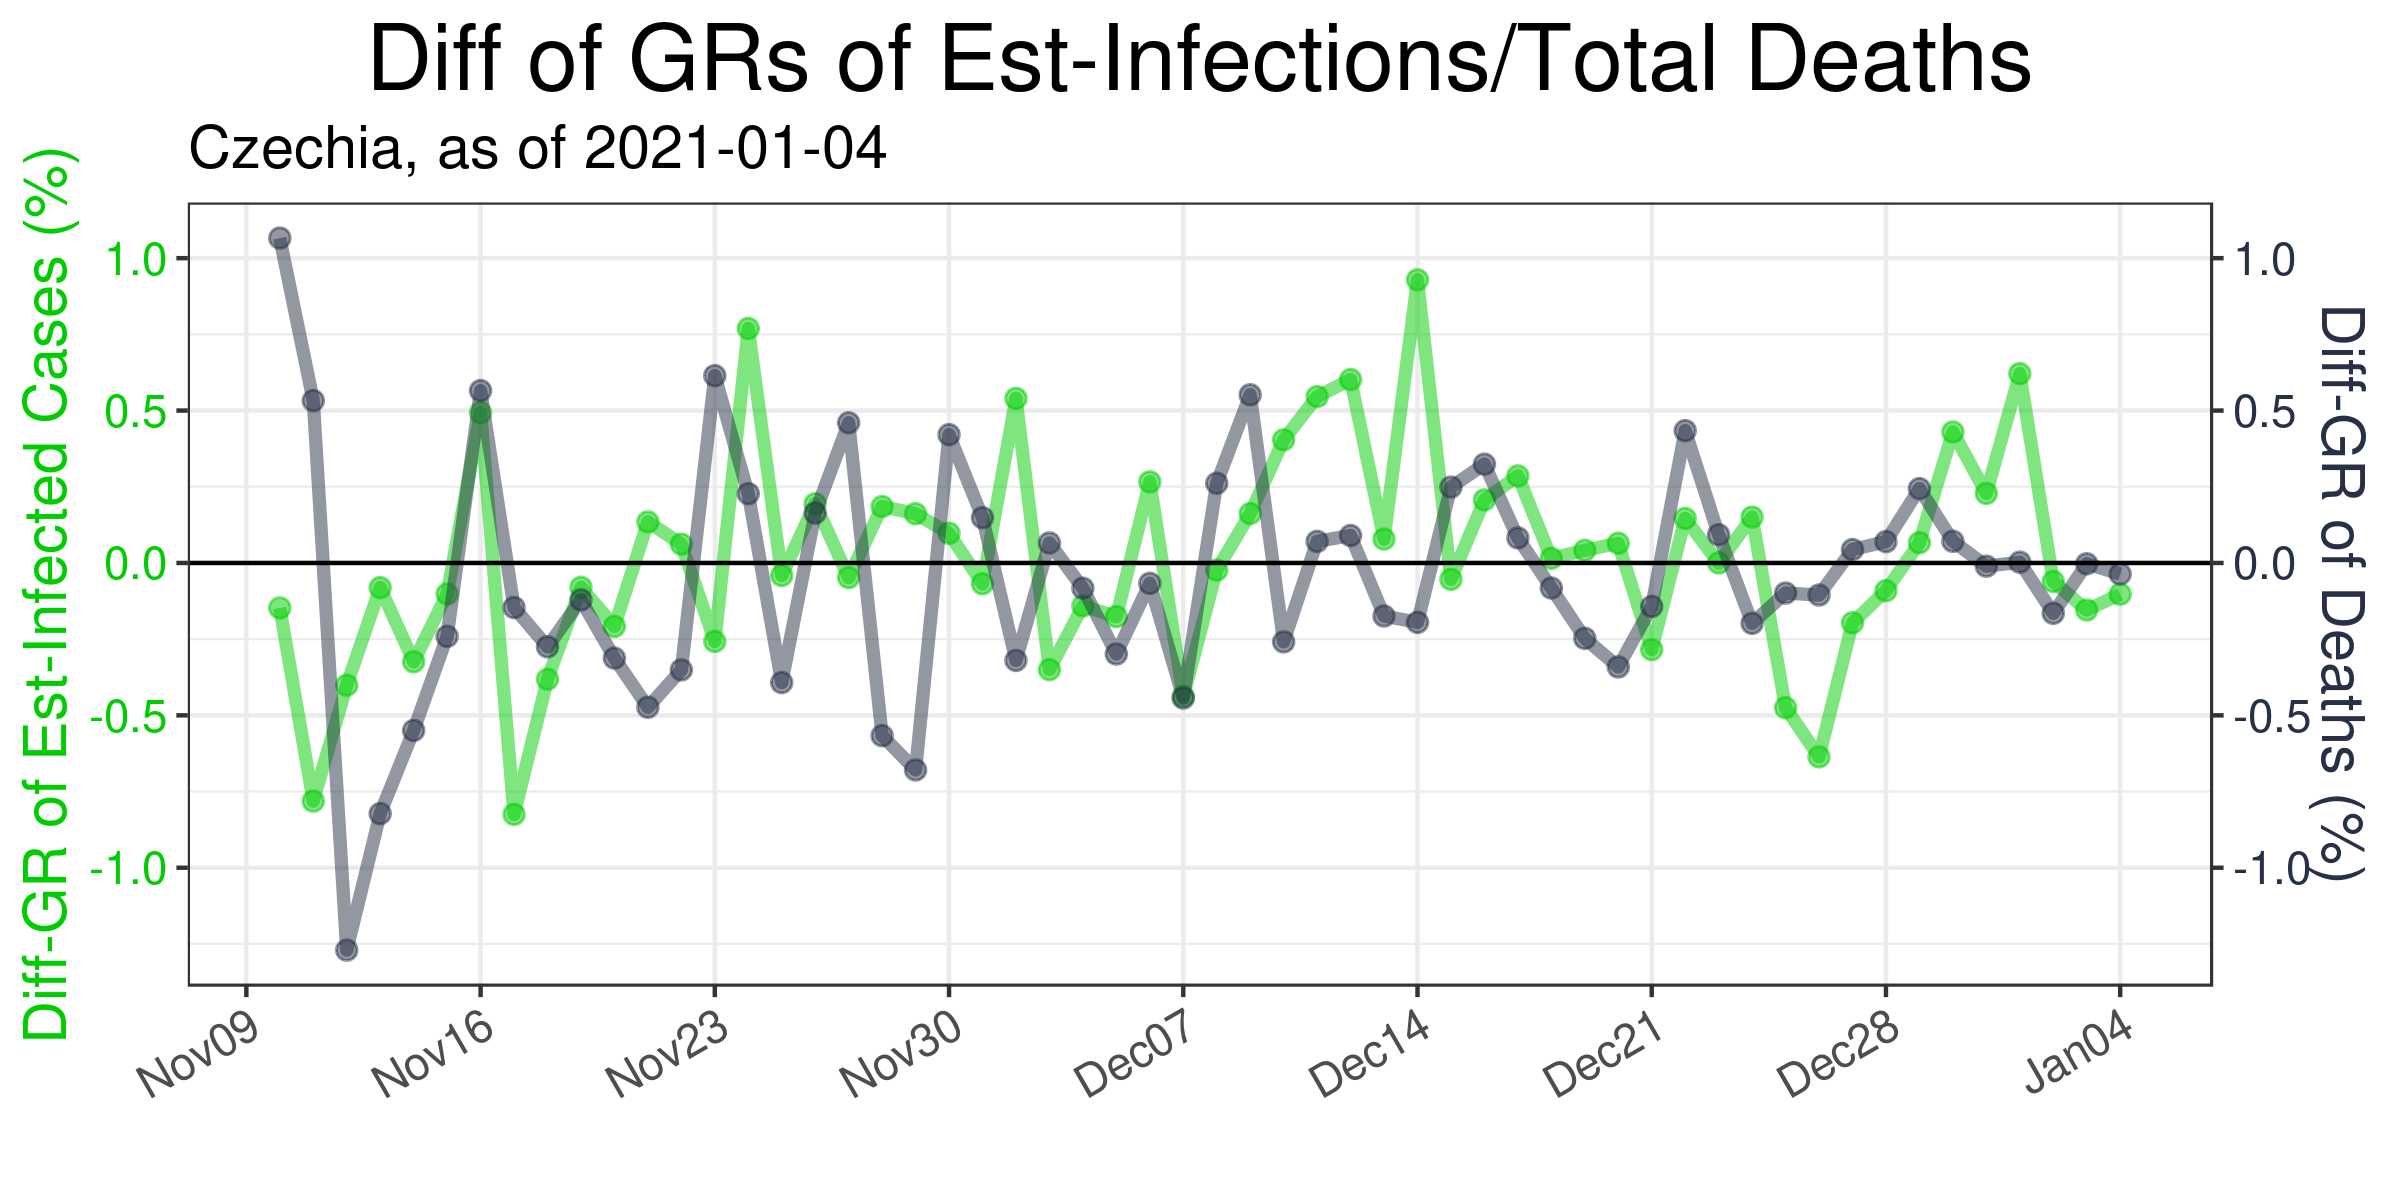 Diff of GRs of Est-Infections/Total Deaths
Czechia, as of 2021-01-04
Diff-GR of Est-Infected Cases (%)
1.0
0.5
0.0
-0.5
-1.0
1.0
0.5
0.0
-0.5
-1.0
Diff-GR of Deaths (%)
Nov09 Nov16 Nov23 Nov30 Dec07 Dec14 Dec21 Dec28 Jan04